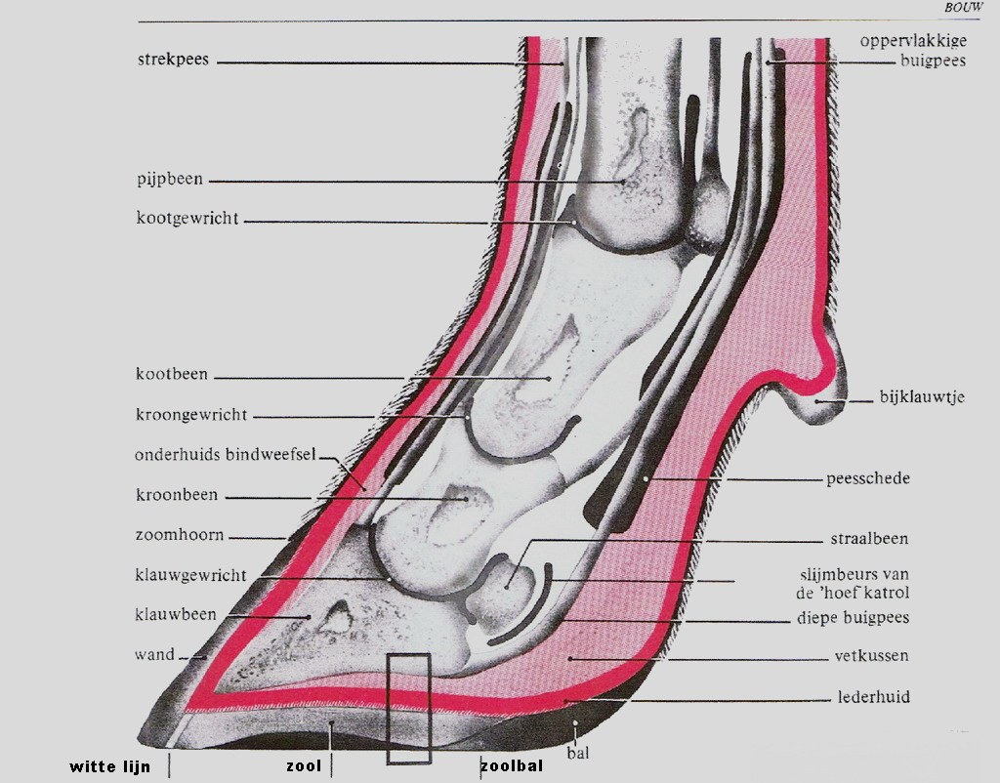 BOUW
strekpees
oppervlakkige
buigpees
pijpbeen
kootgewricht
kootbeen
bijklauwtje
kroongewricht
onderhuids bindweefsel
peesschede
kroonbeen
zoomhoorn
straalbeen
klauwgewricht
slijmbeurs van
de 'hoef katrol
klauwbeen
diepe buigpees
wand
vetkussen
lederhuid
bal
witte lijn
zool
zoolbal